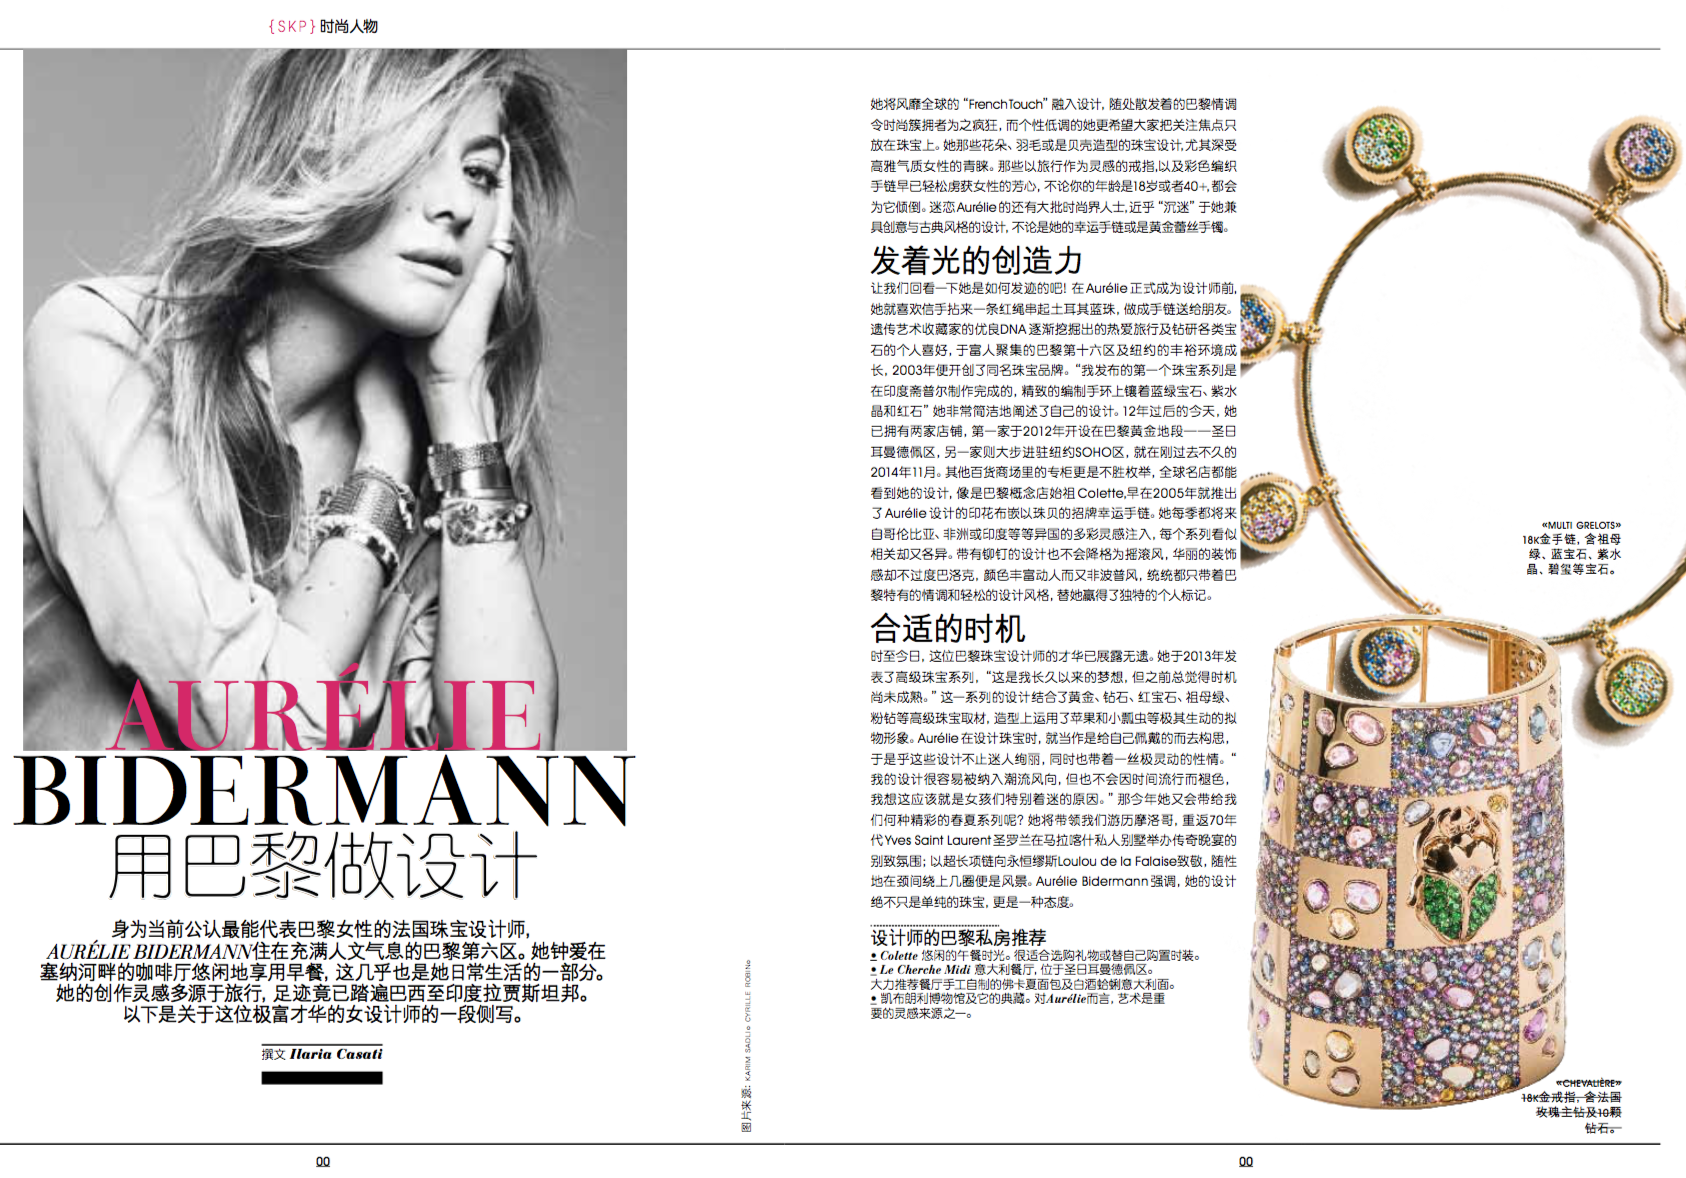 {SKP}时尚人物
AURÉLIE
BIDERMANN
用巴黎做设计
身为当前公认最能代表巴黎女性的法国珠宝设计师,
AURÉLIE BIDERMANN住在充满人文气息的巴黎第六区。她钟爱在
塞纳河畔的咖啡厅悠闲地享用早餐, 这几乎也是她日常生活的一部分。
她的创作灵感多源于旅行, 足迹竟已踏遍巴西至印度拉贾斯坦邦。
以下是关于这位极富才华的女设计师的一段侧写。
撰文 Ilaria Casati
图片来源: KARIM SADLI。CYRILLE ROBIN。
00
她将风靡全球的 “French Touch” 融入设计, 随处散发着的巴黎情调
令时尚簇拥者为之疯狂, 而个性低调的她更希望大家把关注焦点只
放在珠宝上。她那些花朵、羽毛或是贝壳造型的珠宝设计,尤其深受
高雅气质女性的青睐。那些以旅行作为灵感的戒指,以及彩色编织
手链早已轻松虏获女性的芳心, 不论你的年龄是18岁或者40+, 都会
为它倾倒。迷恋Aurélie的还有大批时尚界人士,近乎 “沉迷” 于她兼
具创意与古典风格的设计, 不论是她的幸运手链或是黄金蕾丝手镯。
发着光的创造力
让我们回看一下她是如何发迹的吧! 在Aurélie正式成为设计师前,
她就喜欢信手拈来一条红绳串起土耳其蓝珠, 做成手链送给朋友。
遗传艺术收藏家的优良DNA逐渐挖掘出的热爱旅行及钻研各类宝
石的个人喜好, 于富人聚集的巴黎第十六区及纽约的丰裕环境成
长, 2003年便开创了同名珠宝品牌。“我发布的第一个珠宝系列是
在印度斋普尔制作完成的, 精致的编制手环上镶着蓝绿宝石、紫水
晶和红石” 她非常简洁地阐述了自己的设计。12年过后的今天, 她
已拥有两家店铺, 第一家于2012年开设在巴黎黄金地段——圣日
耳曼德佩区, 另一家则大步进驻纽约SOHO区, 就在刚过去不久的
2014年11月。其他百货商场里的专柜更是不胜枚举, 全球名店都能
看到她的设计, 像是巴黎概念店始祖Colette,早在2005年就推出
了Aurélie设计的印花布嵌以珠贝的招牌幸运手链。她每季都将来
自哥伦比亚、非洲或印度等等异国的多彩灵感注入, 每个系列看似
相关却又各异。带有铆钉的设计也不会降格为摇滚风, 华丽的装饰
感却不过度巴洛克, 颜色丰富动人而又非波普风, 统统都只带着巴
黎特有的情调和轻松的设计风格, 替她赢得了独特的个人标记。
合适的时机
时至今日, 这位巴黎珠宝设计师的才华已展露无遗。她于2013年发
表了高级珠宝系列, “这是我长久以来的梦想, 但之前总觉得时机
尚未成熟。” 这一系列的设计结合了黄金、钻石、红宝石、祖母绿、
粉钻等高级珠宝取材, 造型上运用了苹果和小瓢虫等极其生动的拟
物形象。Aurélie在设计珠宝时, 就当作是给自己佩戴的而去构思,
于是乎这些设计不止迷人绚丽, 同时也带着一丝极灵动的性情。“
我的设计很容易被纳入潮流风向, 但也不会因时间流行而褪色,
我想这应该就是女孩们特别着迷的原因。” 那今年她又会带给我
们何种精彩的春夏系列呢? 她将带领我们游历摩洛哥, 重返70年
代Yves Saint Laurent圣罗兰在马拉喀什私人别墅举办传奇晚宴的
别致氛围; 以超长项链向永恒缪斯Loulou de la Falaise致敬, 随性
地在颈间绕上几圈便是风景。Aurélie Bidermann强调, 她的设计
绝不只是单纯的珠宝, 更是一种态度。
设计师的巴黎私房推荐
• Colette 悠闲的午餐时光。很适合选购礼物或替自己购置时装。
• Le Cherche Midi 意大利餐厅, 位于圣日耳曼德佩区。
大力推荐餐厅手工自制的佛卡夏面包及白酒蛤蜊意大利面。
• 凯布朗利博物馆及它的典藏。对Aurélie而言, 艺术是重
要的灵感来源之一。
«MULTI GRELOTS»
18K金手链, 含祖母
绿、蓝宝石、紫水
晶、碧玺等宝石。
«CHEVALIÈRE»
18K金戒指, 含法国
玫瑰主钻及10颗
钻石。
00